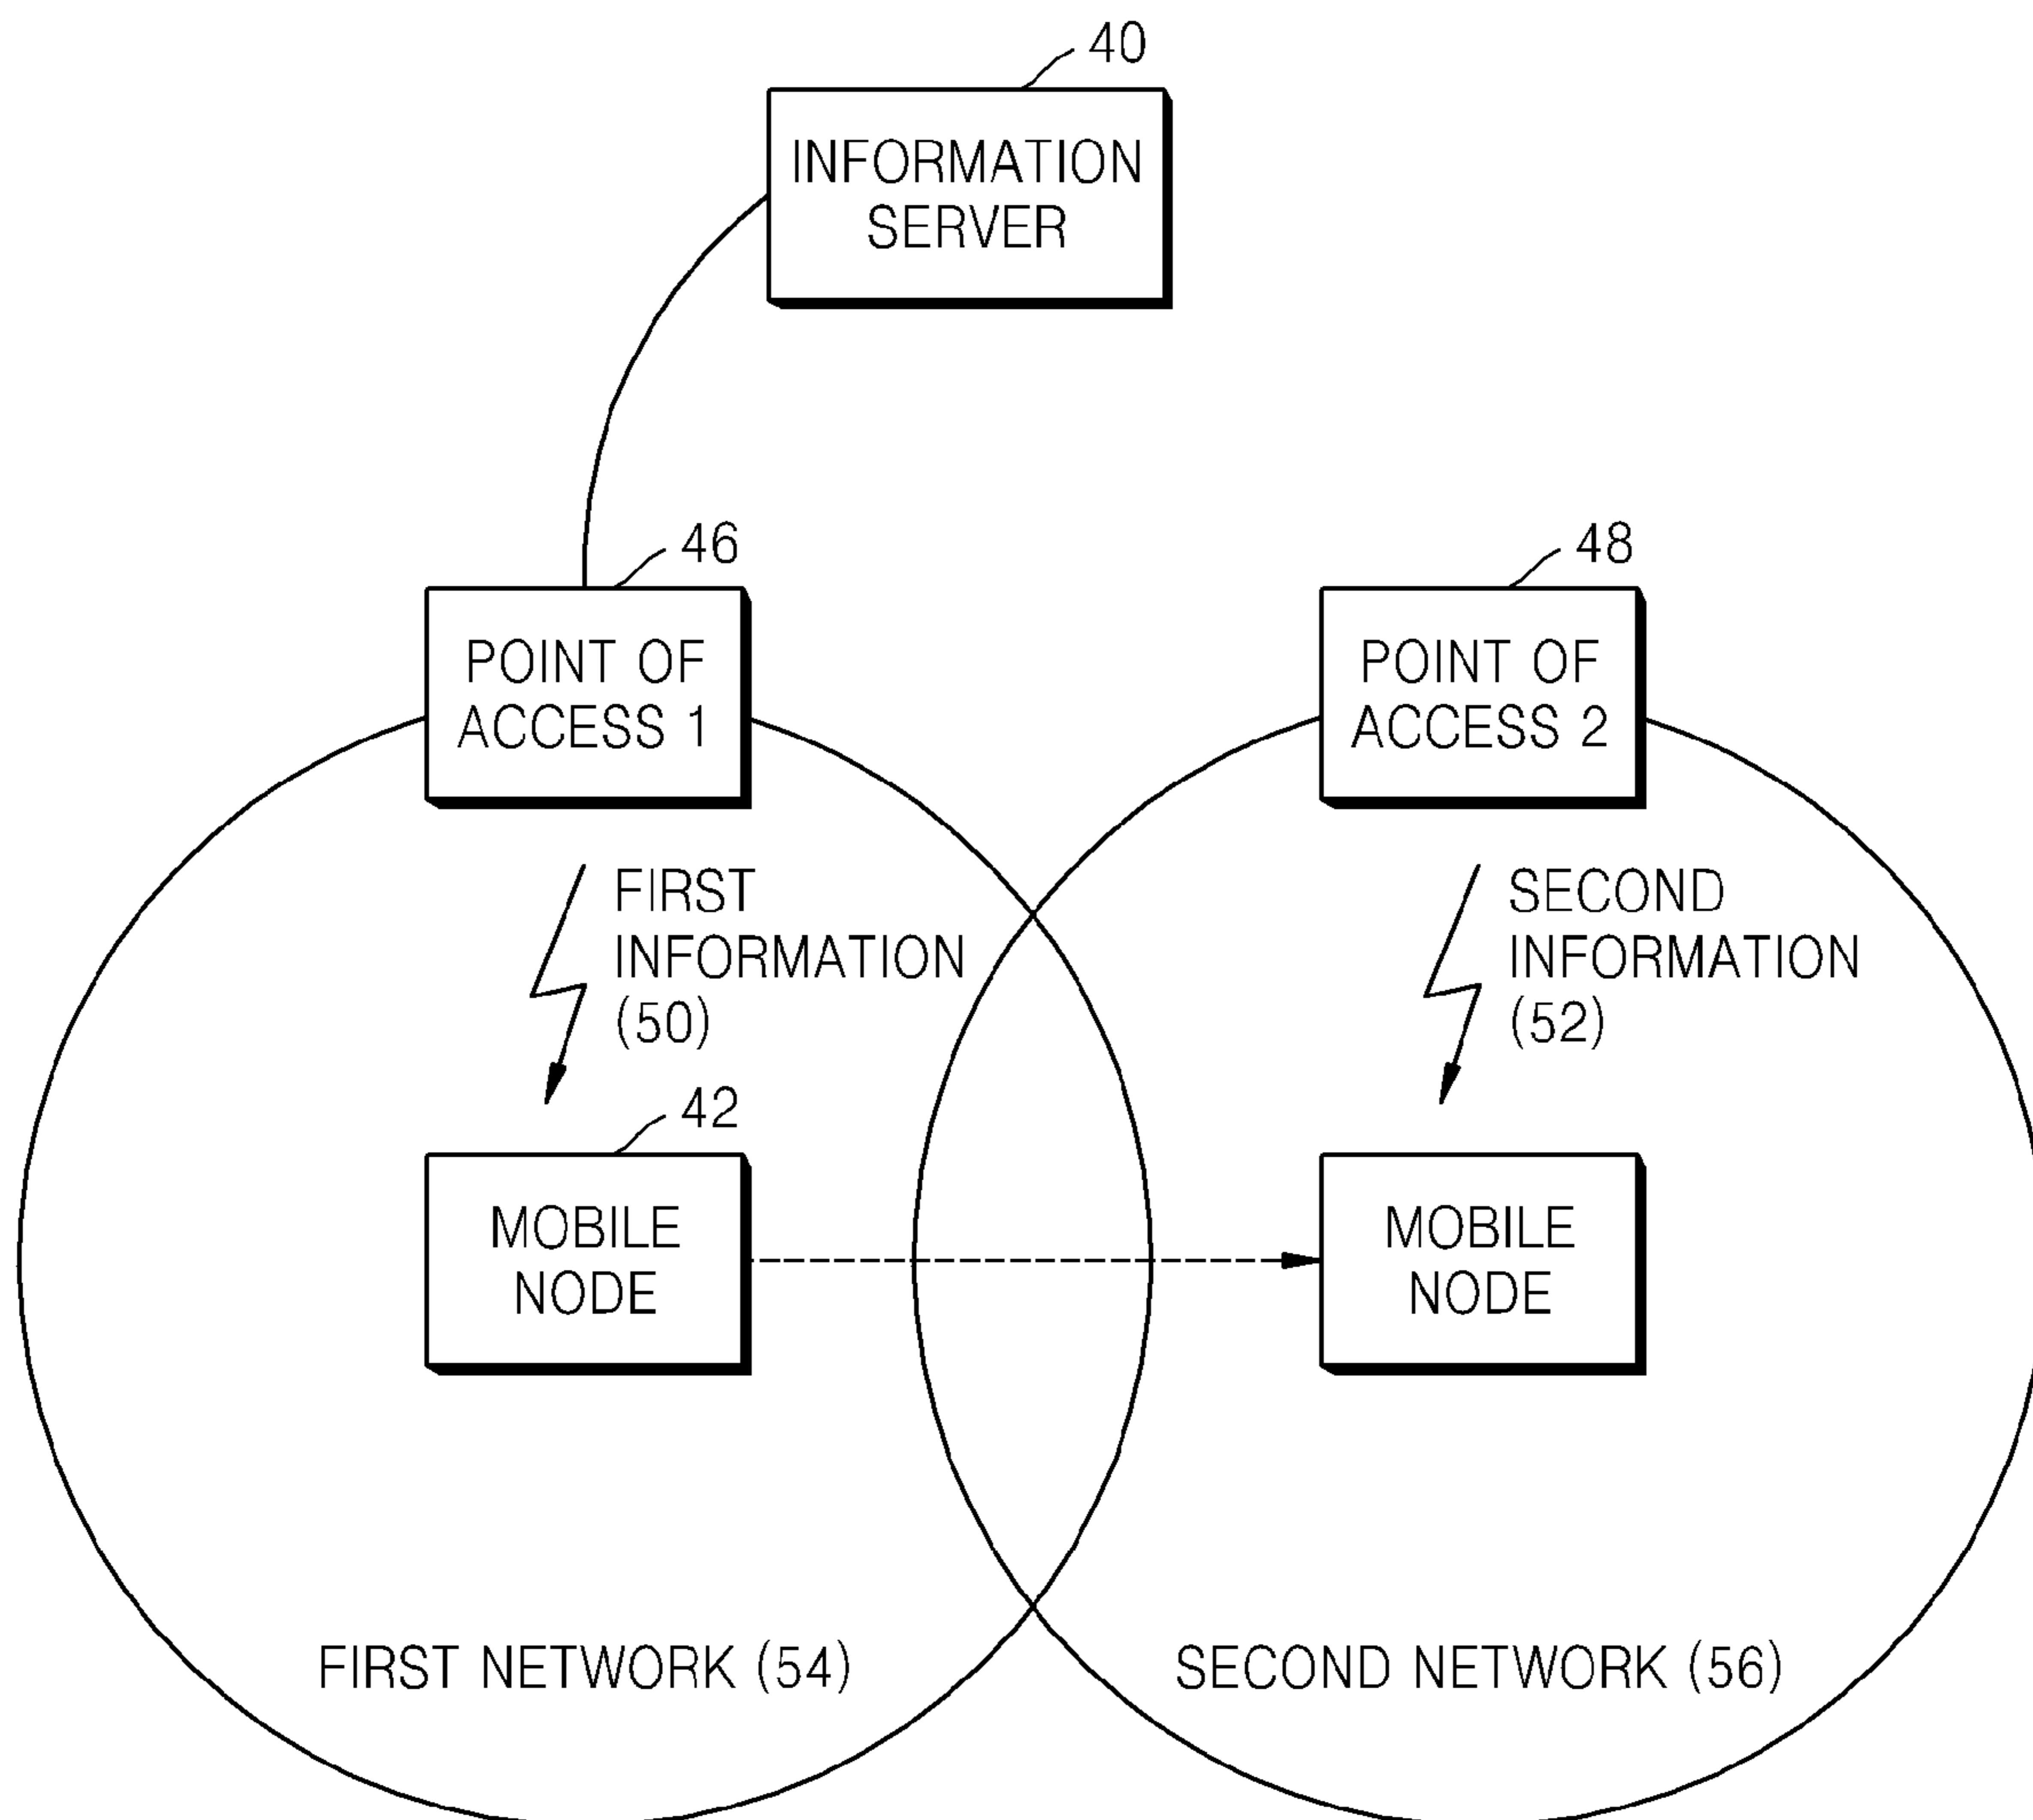 40
INFORMATION
SERVER
46
POINT OF
ACCESS 1
48
POINT OF
ACCESS 2
FIRST
INFORMATION
(50)
SECOND
INFORMATION
(52)
42
MOBILE
NODE
MOBILE
NODE
FIRST NETWORK (54)
SECOND NETWORK (56)